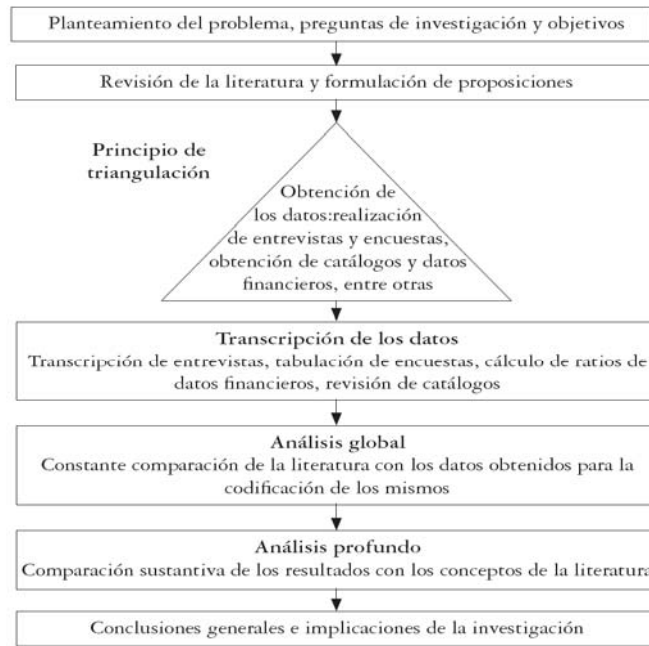 Planteamiento del problema, preguntas de investigación y objetivos
Revisión de la literatura y formulación de proposiciones
Principio de
triangulación
Obtención de
los datos:realización
de entrevistas y encuestas,
obtención de catálogos y datos
financieros, entre otras
Transcripción de los datos
Transcripción de entrevistas, tabulación de encuestas, cálculo de ratios de
datos financieros, revisión de catálogos
Análisis global
Constante comparación de la literatura con los datos obtenidos para la
codificación de los mismos
Análisis profundo
Comparación sustantiva de los resultados con los conceptos de la literatura
Conclusiones generales e implicaciones de la investigación